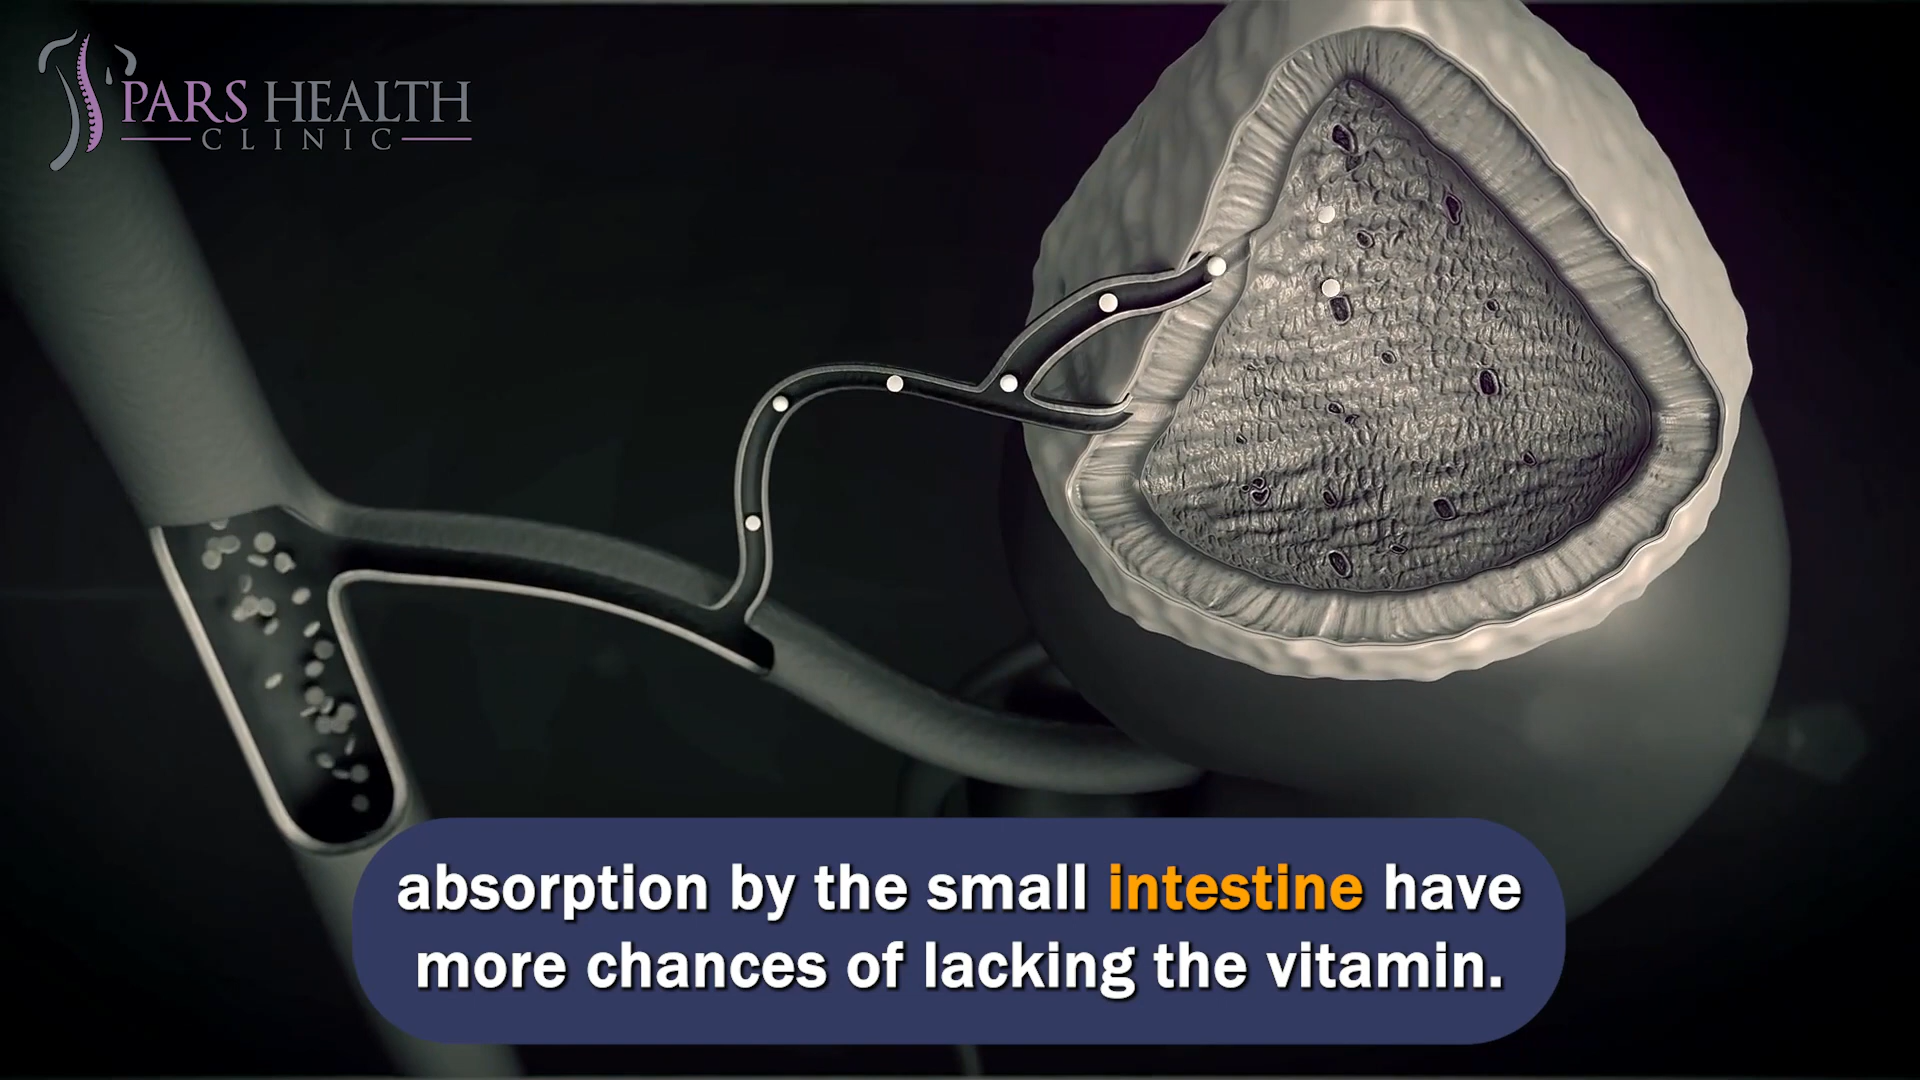 PARS HEALTH
CLINIC
absorption by the small intestine have
more chances of lacking the vitamin.